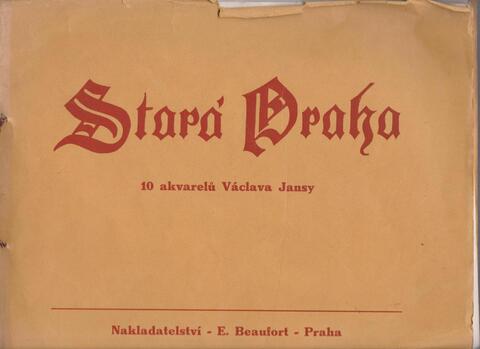 Stará Praha
10 akvarelů Václava Jansy
Nakladatelství - E. Beaufort - Praha